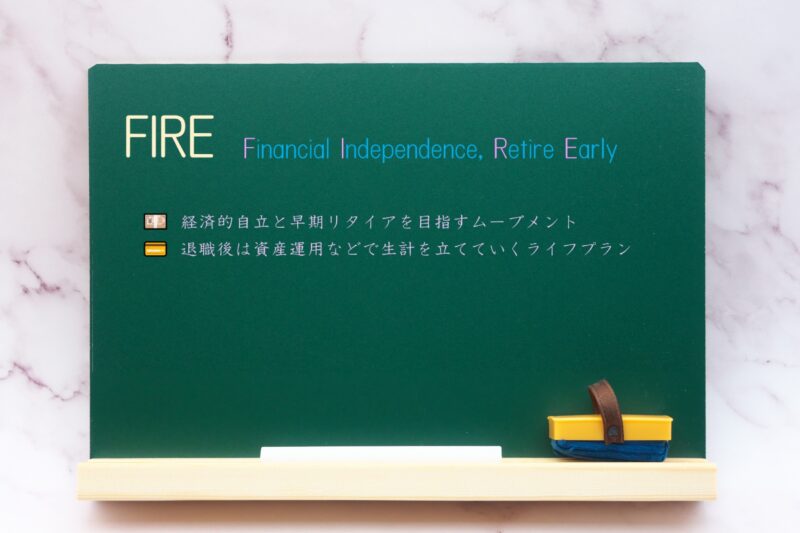 FIRE Financial Independence, Retire Early
経済的自立と早期リタイアを目指すムーブメント
退職後は資産運用などで生計を立てていくライフプラン